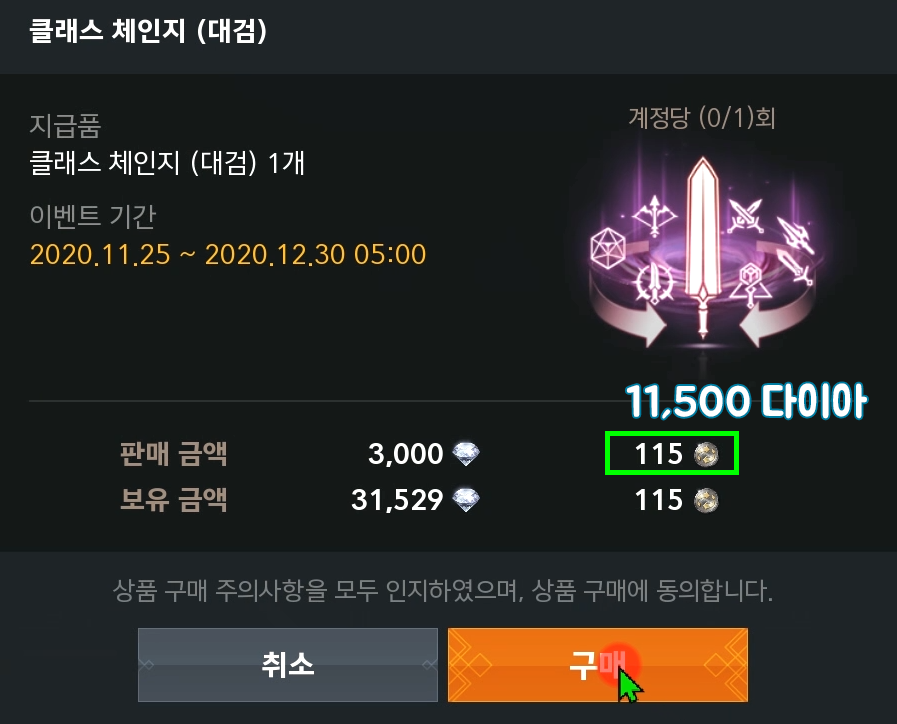 클래스 체인지 (대검)
지급품
계정당 (0/1)회
클래스 체인지 (대검) 1개
이벤트 기간
2020.11.25 ~ 2020.12.30 05:00
11,500 다이아
판매 금액 3,000 115
보유 금액 31,529 115
상품 구매 주의사항을 모두 인지하였으며, 상품 구매에 동의합니다.
취소 구매